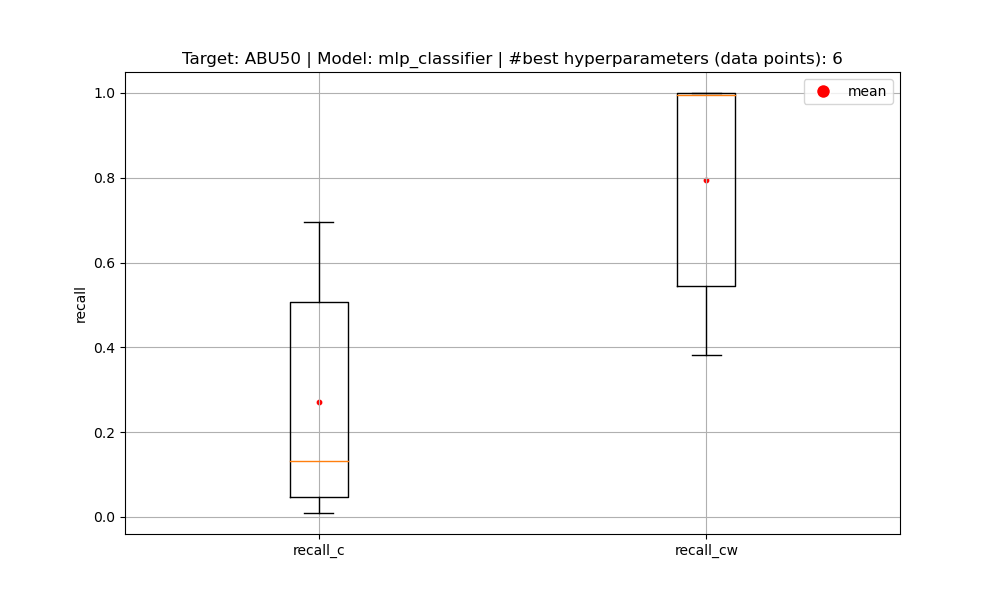 Target: ABU50 | Model: mlp_classifier | #best hyperparameters (data points): 6
1.0
mean
0.8
0.6
recall
0.4
0.2
0.0
recall_c
recall_cw